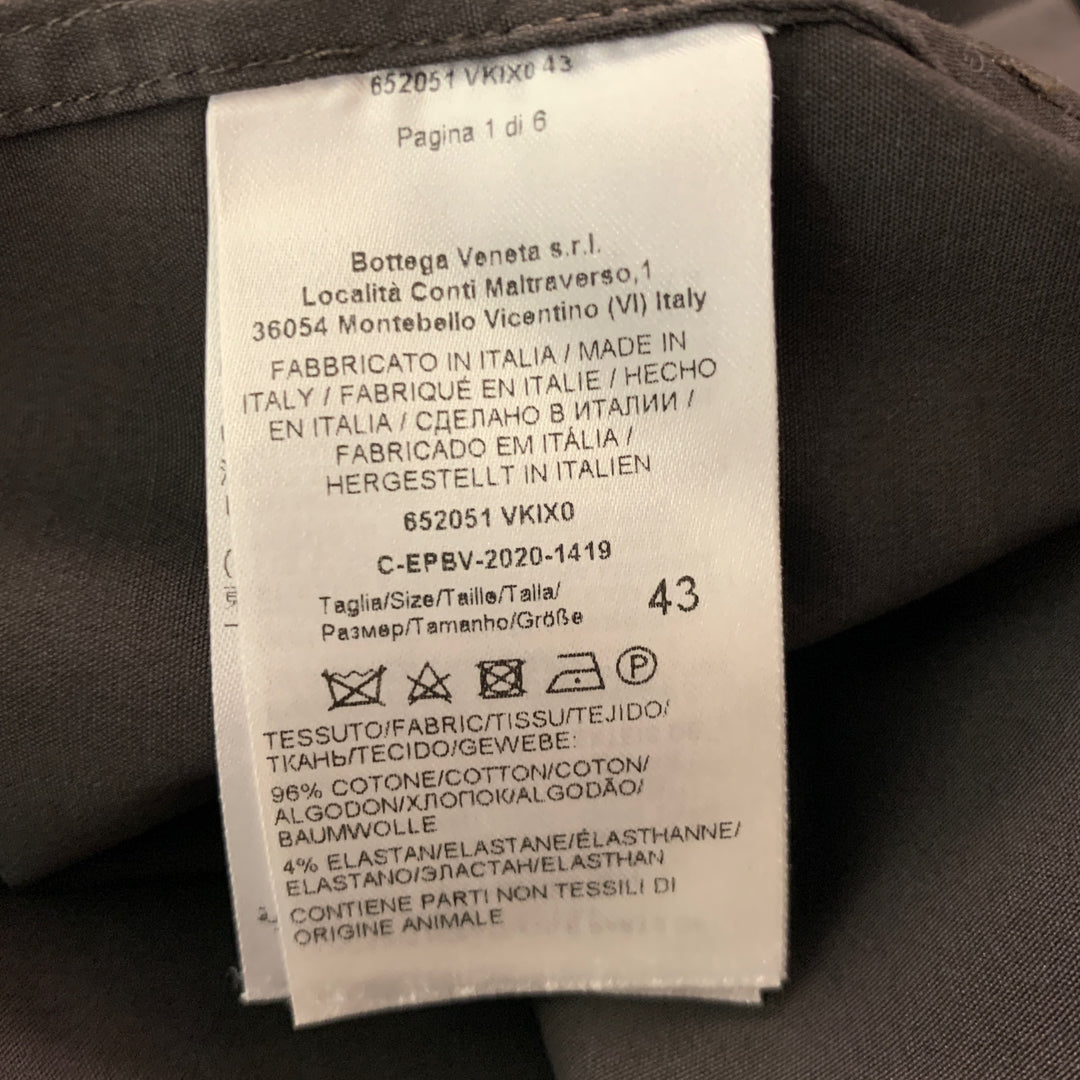 652051 VKIX0 43
Pagina 1 di 6
Bottega Veneta s.r.l.
Località Conti Maltraverso,1
36054 Montebello Vicentino (VI) Italy
FABBRICATO IN ITALIA / MADE IN
ITALY / FABRIQUÉ EN ITALIE / HECHO
EN ITALIA / СДЕЛАНО В ИТАЛИИ /
FABRICADO EM ITÁLIA /
HERGESTELLT IN ITALIEN
652051 VKIX0
C-EPBV-2020-1419
Taglia/Size/Taille/Talla/
Размер/Tamanho/Größe
43
P
TESSUTO/FABRIC/TISSU/TEJIDO/
ТКАНЬ/TECIDO/GEWEBE:
96% COTONE/COTTON/COTON/
ALGODON/ХЛОПОК/ALGODÃO/
BAUMWOLLE
4% ELASTAN/ELASTANE/ÉLASTHANNE/
ELASTANO/ЭЛАСТАН/ELASTHAN
CONTIENE PARTI NON TESSILI DI
ORIGINE ANIMALE